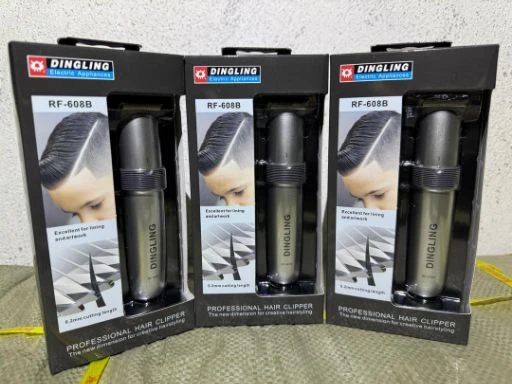 DINGLING
Electric Appliances
RF-608B
Excellent for lining
and artwork
0.2mm cutting length
DINGLING
PROFESSIONAL HAIR CLIPPER
The new dimension for creative hairstyling
DINGLING
Electric Appliances
RF-608B
Excellent for lining
and artwork
0.2mm cutting length
DINGLING
PROFESSIONAL HAIR CLIPPER
The new dimension for creative hairstyling
DINGLING
Electric Appliances
RF-608B
Excellent for lining
and artwork
0.2mm cutting length
DINGLING
PROFESSIONAL HAIR CLIPPER
The new dimension for creative hairstyling